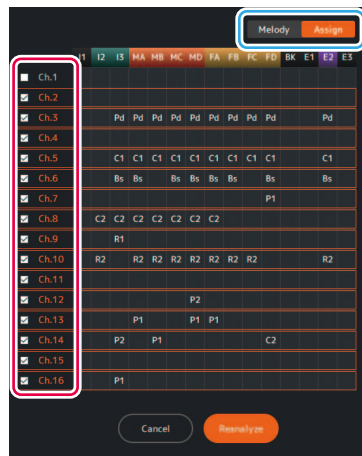 Melody Assign
I1 I2 I3 MA MB MC MD FA FB FC FD BK E1 E2 E3
Ch.1
Ch.2
Ch.3 Pd Pd Pd Pd Pd Pd Pd Pd Pd Pd
Ch.4
Ch.5 C1 C1 C1 C1 C1 C1 C1 C1 C1 C1
Ch.6 Bs Bs Bs Bs Bs Bs Bs Bs
Ch.7 P1
Ch.8 C2 C2 C2 C2 C2 C2 C2
Ch.9 R1
Ch.10 R2 R2 R2 R2 R2 R2 R2 R2 R2
Ch.11
Ch.12 P2
Ch.13 P1 P1 P1
Ch.14 P2 P1 C2
Ch.15
Ch.16 P1
Cancel Reanalyze